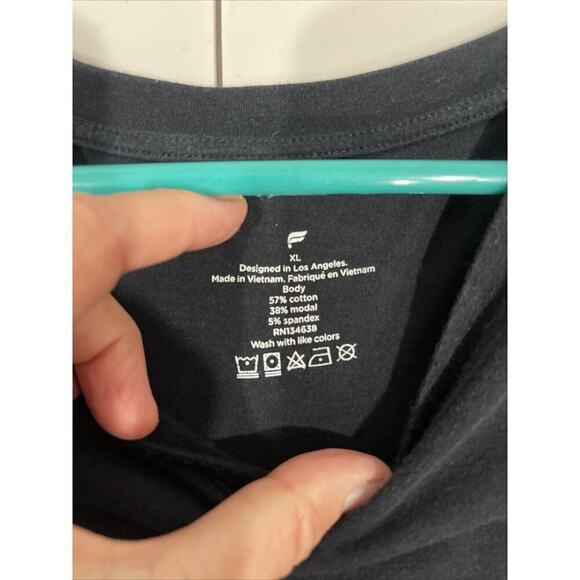 XL
Designed in Los Angeles.
Made in Vietnam. Fabriqué en Vietnam
Body
57% cotton
38% modal
5% spandex
RN134638
Wash with like colors